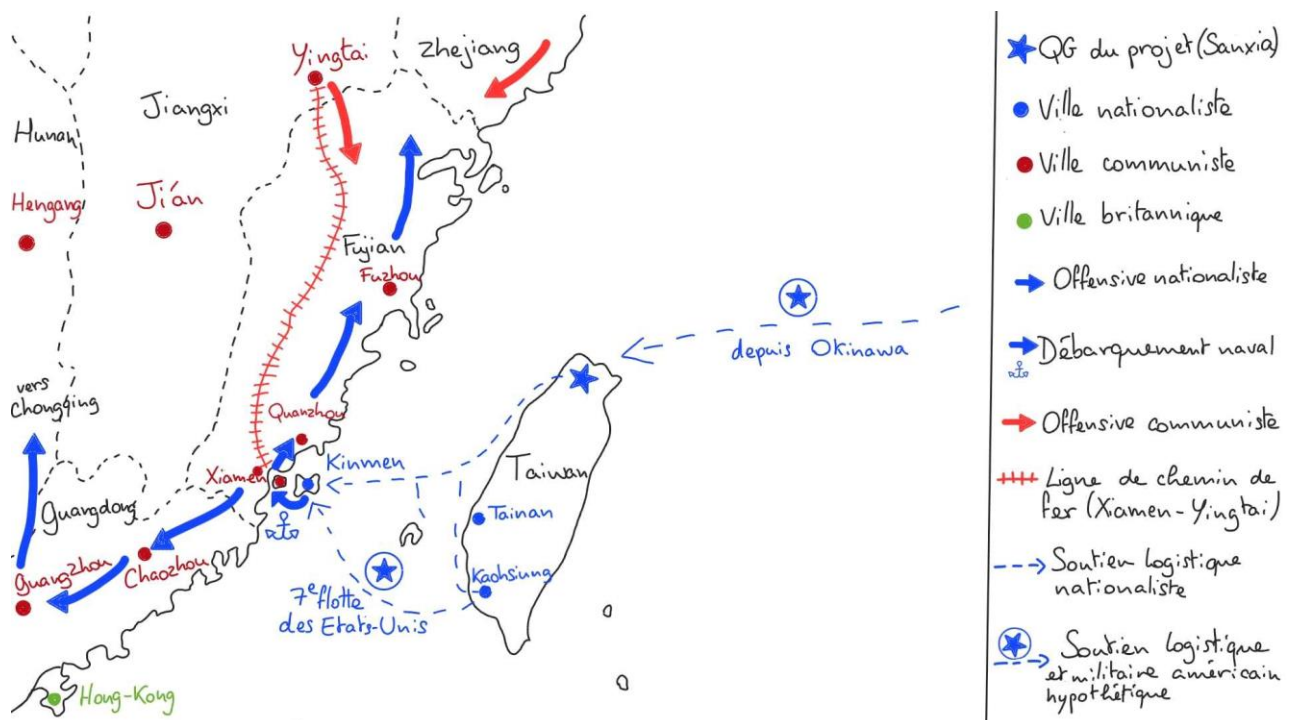 Yingtai
Zhejiang
Jiangxi
Hunan
Hengang
Ji'án
Fujian
Fuzhou
depuis Okinawa
vers
Chongqing
Quanzhou
Xiamen
Kinmen
Taiwan
Guangdong
Tainan
Guangzhou
Chaozhou
Kaohsiung
7e flotte
des Etats-Unis
Hong-Kong
QG du projet (Sanxia)
Ville nationaliste
Ville communiste
Ville britannique
Offensive nationaliste
Débarquement naval
Offensive communiste
Ligne de chemin de
fer (Xiamen-Yingtai)
Soutien logistique
nationaliste
Soutien logistique
et militaire américain
hypothétique